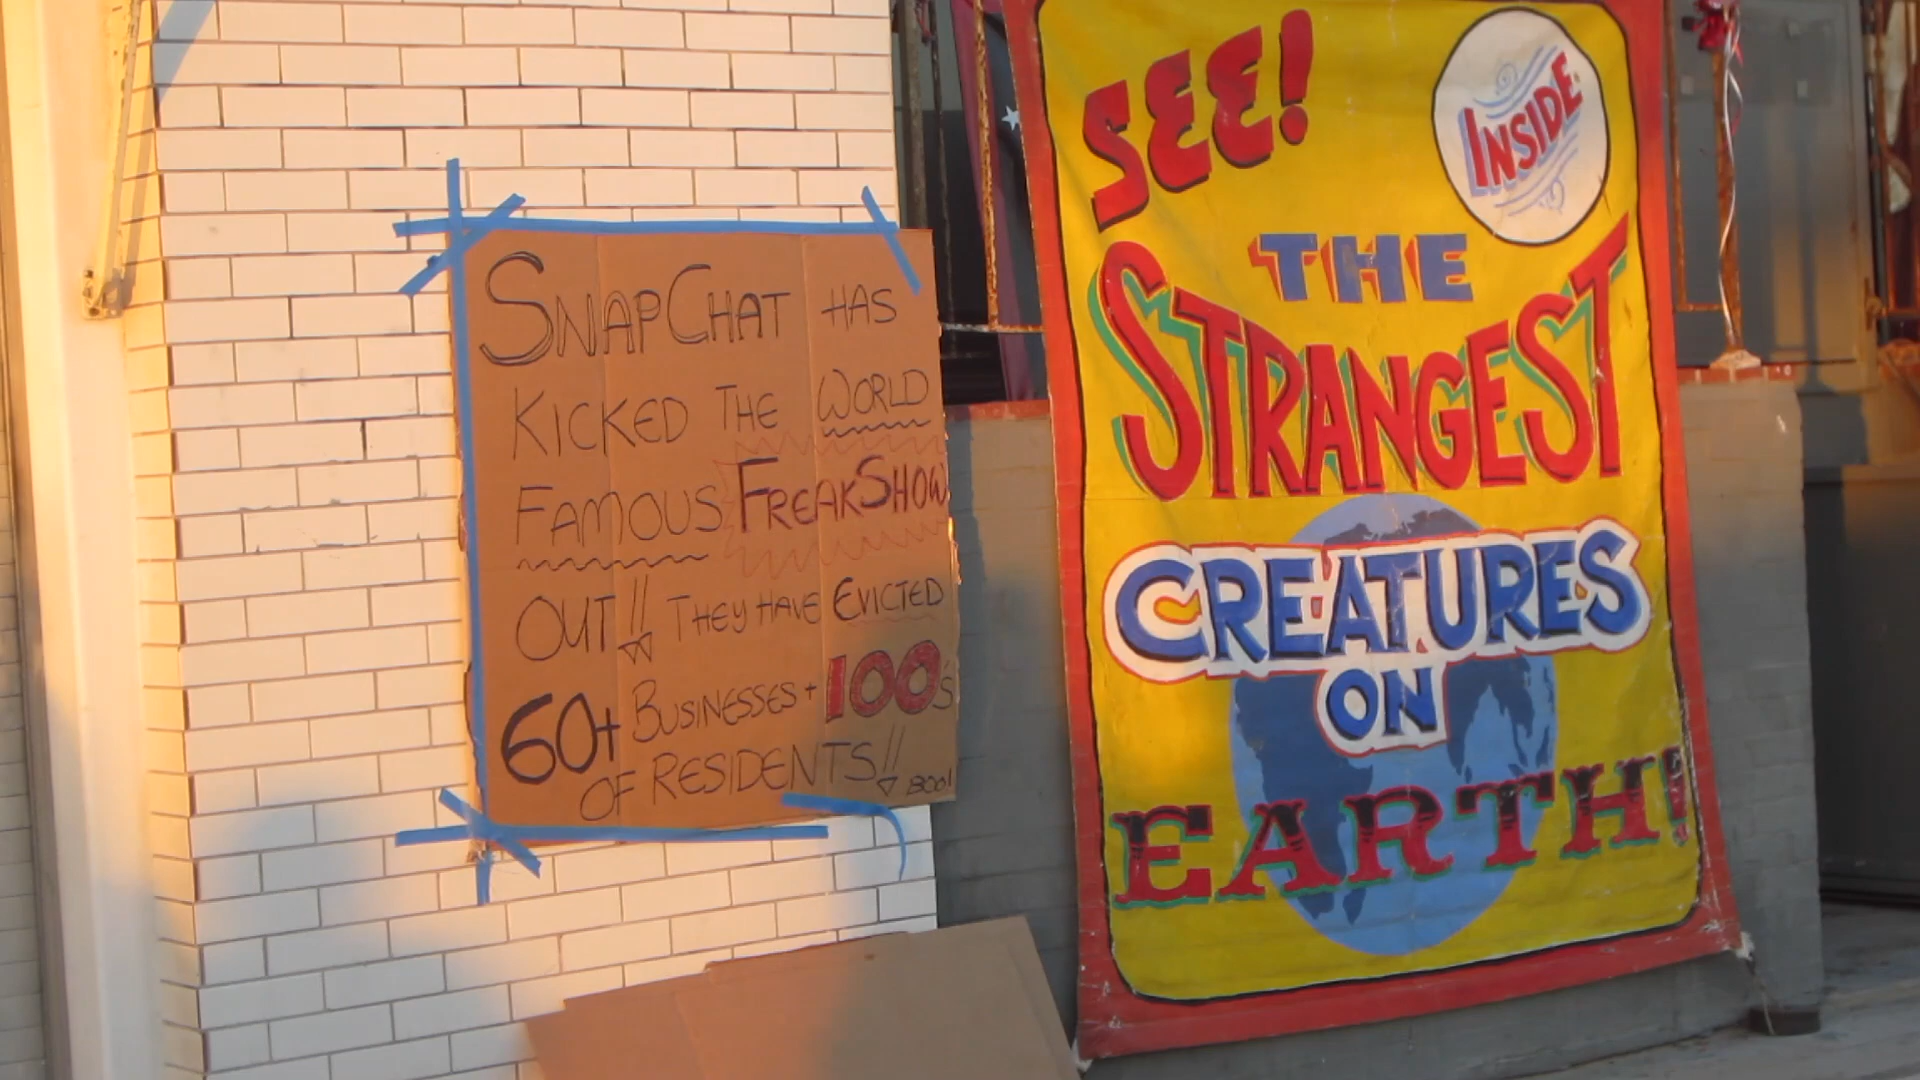 SNAPCHAT HAS
KICKED THE WORLD
FAMOUS FREAKSHOW
OUT!! THEY HAVE EVICTED
60+ BUSINESSES + 100's
OF RESIDENTS!! BOO!
SEE!
INSIDE
THE
STRANGEST
CREATURES
ON
EARTH!